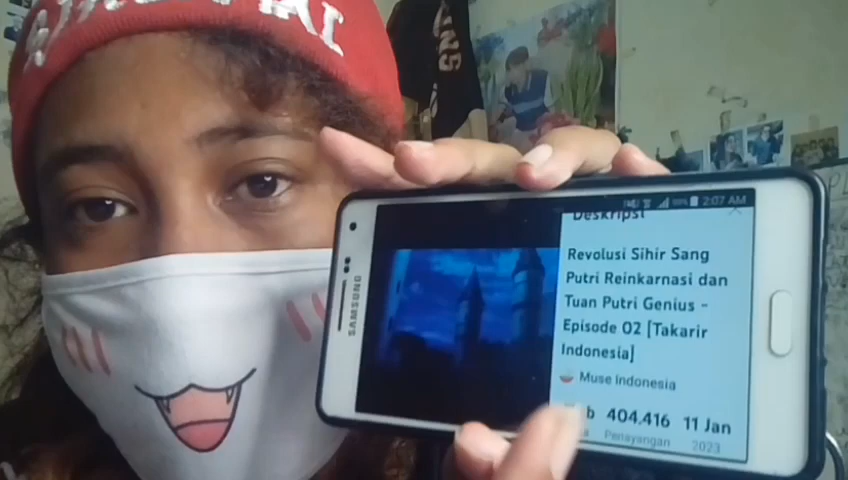 2:07 AM
Deskripsi
Revolusi Sihir Sang
Putri Reinkarnasi dan
Tuan Putri Genius -
Episode 02 [Takarir
Indonesia]
Muse Indonesia
404.416 11 Jan
Penayangan 2023
SAMSUNG